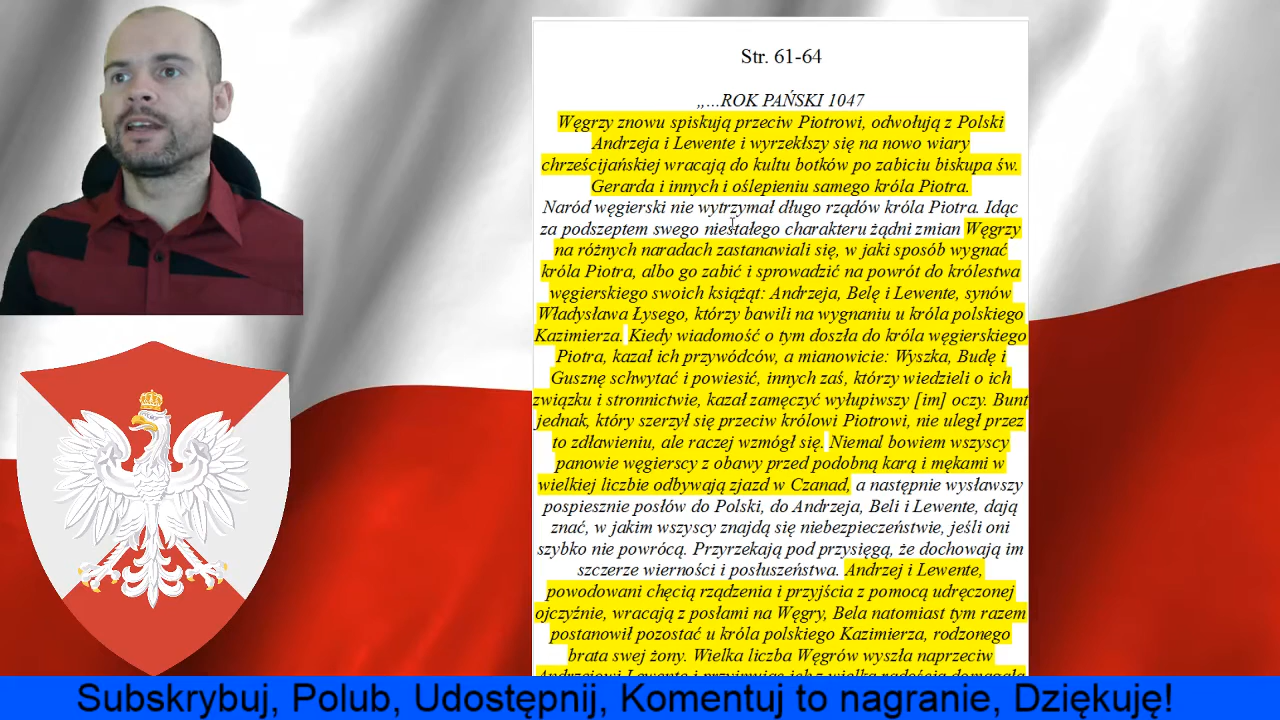 Str. 61-64
„...ROK PAŃSKI 1047
Węgrzy znowu spiskują przeciw Piotrowi, odwołują z Polski
Andrzeja i Lewente i wyrzekłszy się na nowo wiary
chrześcijańskiej wracają do kultu botków po zabiciu biskupa św.
Gerarda i innych i oślepieniu samego króla Piotra.
Naród węgierski nie wytrzymał długo rządów króla Piotra. Idąc
za podszeptem swego niestałego charakteru żądni zmian Węgrzy
na różnych naradach zastanawiali się, w jaki sposób wygnać
króla Piotra, albo go zabić i sprowadzić na powrót do królestwa
węgierskiego swoich książąt: Andrzeja, Belę i Lewente, synów
Władysława Łysego, którzy bawili na wygnaniu u króla polskiego
Kazimierza. Kiedy wiadomość o tym doszła do króla węgierskiego
Piotra, kazał ich przywódców, a mianowicie: Wyszka, Budę i
Gusznę schwytać i powiesić, innych zaś, którzy wiedzieli o ich
związku i stronnictwie, kazał zamęczyć wyłupiwszy [im] oczy. Bunt
jednak, który szerzył się przeciw królowi Piotrowi, nie uległ przez
to zdławieniu, ale raczej wzmógł się. Niemal bowiem wszyscy
panowie węgierscy z obawy przed podobną karą i mękami w
wielkiej liczbie odbywają zjazd w Czanad, a następnie wysławszy
pospiesznie posłów do Polski, do Andrzeja, Beli i Lewente, dają
znać, w jakim wszyscy znajdą się niebezpieczeństwie, jeśli oni
szybko nie powrócą. Przyrzekają pod przysięgą, że dochowają im
szczerze wierności i posłuszeństwa. Andrzej i Lewente,
powodowani chęcią rządzenia i przyjścia z pomocą udręczonej
ojczyźnie, wracają z posłami na Węgry, Bela natomiast tym razem
postanowił pozostać u króla polskiego Kazimierza, rodzonego
brata swej żony. Wielka liczba Węgrów wyszła naprzeciw
Subskrybuj, Polub, Udostępnij, Komentuj to nagranie, Dziękuję!